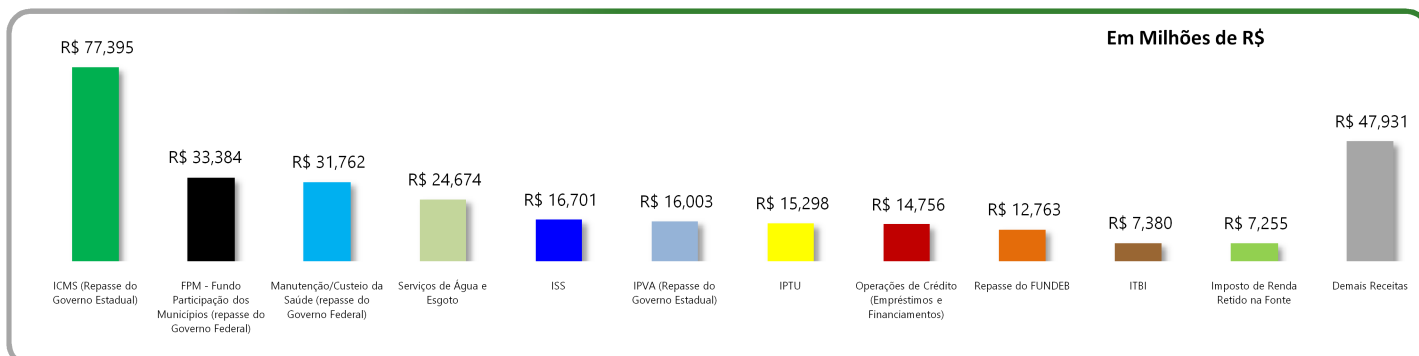 Em Milhões de R$
R$ 77,395
R$ 33,384
R$ 31,762
R$ 24,674
R$ 16,701
R$ 16,003
R$ 15,298
R$ 14,756
R$ 12,763
R$ 7,380
R$ 7,255
R$ 47,931
ICMS (Repasse do
Governo Estadual)
FPM - Fundo
Participação dos
Municipios (repasse do
Governo Federal)
Manutenção/Custeio da
Saúde (repasse do
Governo Federal)
Serviços de Água e
Esgoto
ISS
IPVA (Repasse do
Governo Estadual)
IPTU
Operações de Crédito
(Empréstimos e
Financiamentos)
Repasse do FUNDEB
ITBI
Imposto de Renda
Retido na Fonte
Demais Receitas